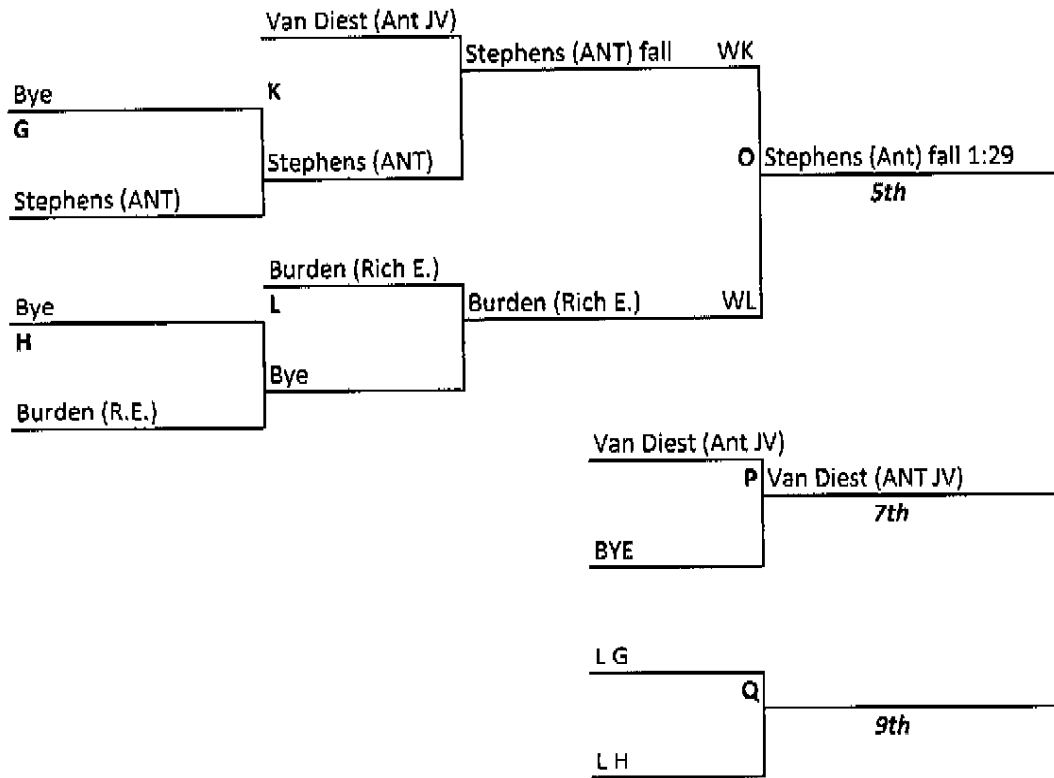 Van Diest (Ant JV)
Stephens (ANT) fall WK
Bye
K
G
O Stephens (Ant) fall 1:29
Stephens (ANT)
5th
Stephens (ANT)
Burden (Rich E.)
Bye
L
Burden (Rich E.) WL
H
Bye
Burden (R.E.)
Van Diest (Ant JV)
P Van Diest (ANT JV)
7th
BYE
L G
Q
9th
L H